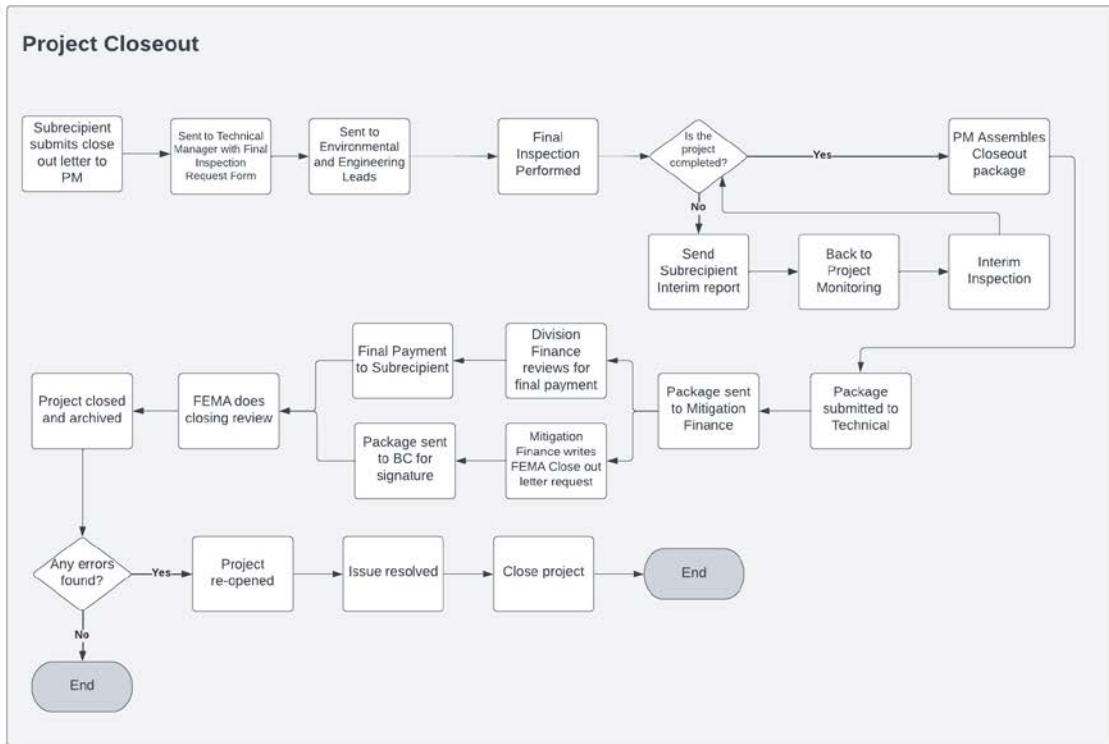 Project Closeout
Subrecipient
submits close
out letter to
PM
Sent to Technical
Manager with Final
Inspection
Request Form
Sent to
Environmental
and Engineering
Leads
Final
Inspection
Performed
Is the
project
completed?
Yes
PM Assembles
Closeout
package
No
Send
Subrecipient
Interim report
Back to
Project
Monitoring
Interim
Inspection
Package
submitted to
Technical
Package sent
to Mitigation
Finance
Division
Finance
reviews for
final payment
Final Payment
to Subrecipient
Mitigation
Finance writes
FEMA Close out
letter request
Package sent
to BC for
signature
FEMA does
closing review
Project closed
and archived
Any errors
found?
Yes
Project
re-opened
Issue resolved
Close project
End
No
End